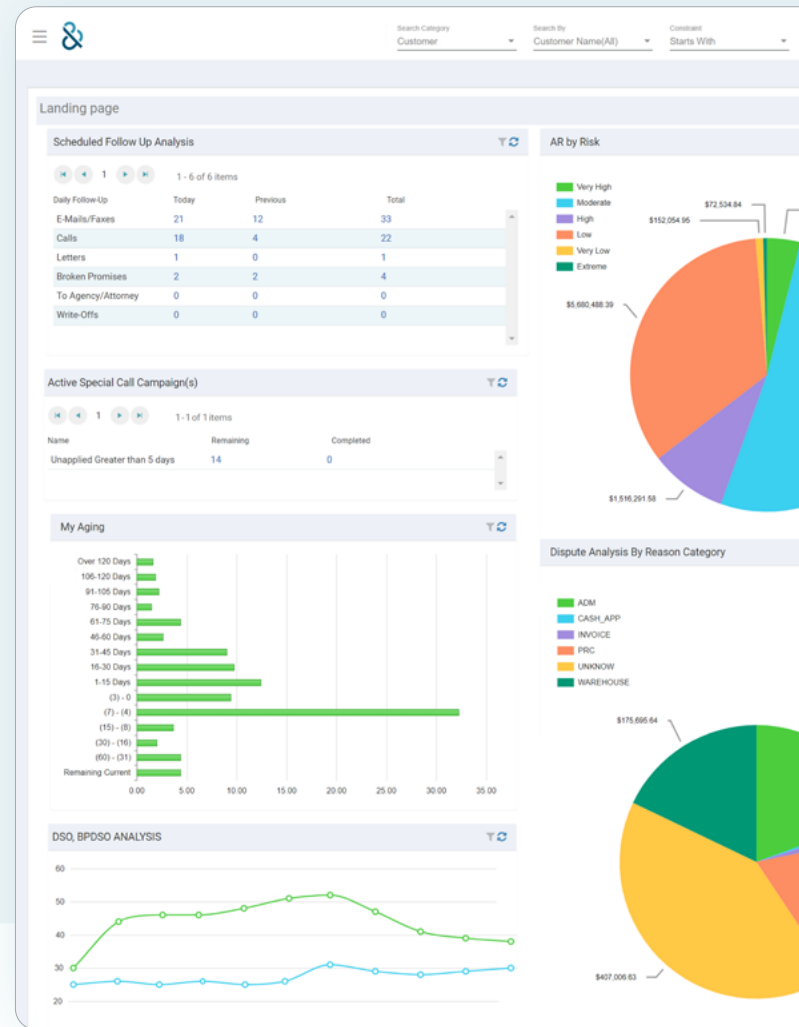 &
Search Category Search By Constraint
Customer Customer Name(All) Starts With
Landing page
Scheduled Follow Up Analysis
1 1 - 6 of 6 items
Daily Follow-Up Today Previous Total
E-Mails/Faxes 21 12 33
Calls 18 4 22
Letters 1 0 1
Broken Promises 2 2 4
To Agency/Attorney 0 0 0
Write-Offs 0 0 0
Active Special Call Campaign(s)
1 1 - 1 of 1 items
Name Remaining Completed
Unapplied Greater than 5 days 14 0
My Aging
Over 120 Days
106-120 Days
91-105 Days
76-90 Days
61-75 Days
46-60 Days
31-45 Days
16-30 Days
1-15 Days
(3) - 0
(7) - (4)
(15) - (8)
(30) - (16)
(60) - (31)
Remaining Current
0.00 5.00 10.00 15.00 20.00 25.00 30.00 35.00
DSO, BPDSO ANALYSIS
60
50
40
30
20
AR by Risk
Very High
Moderate
High
Low
Very Low
Extreme
$72,534.84
$152,054.95
$5,680,488.39
$1,516,291.58
Dispute Analysis By Reason Category
ADM
CASH_APP
INVOICE
PRC
UNKNOW
WAREHOUSE
$175,695.64
$407,006.63